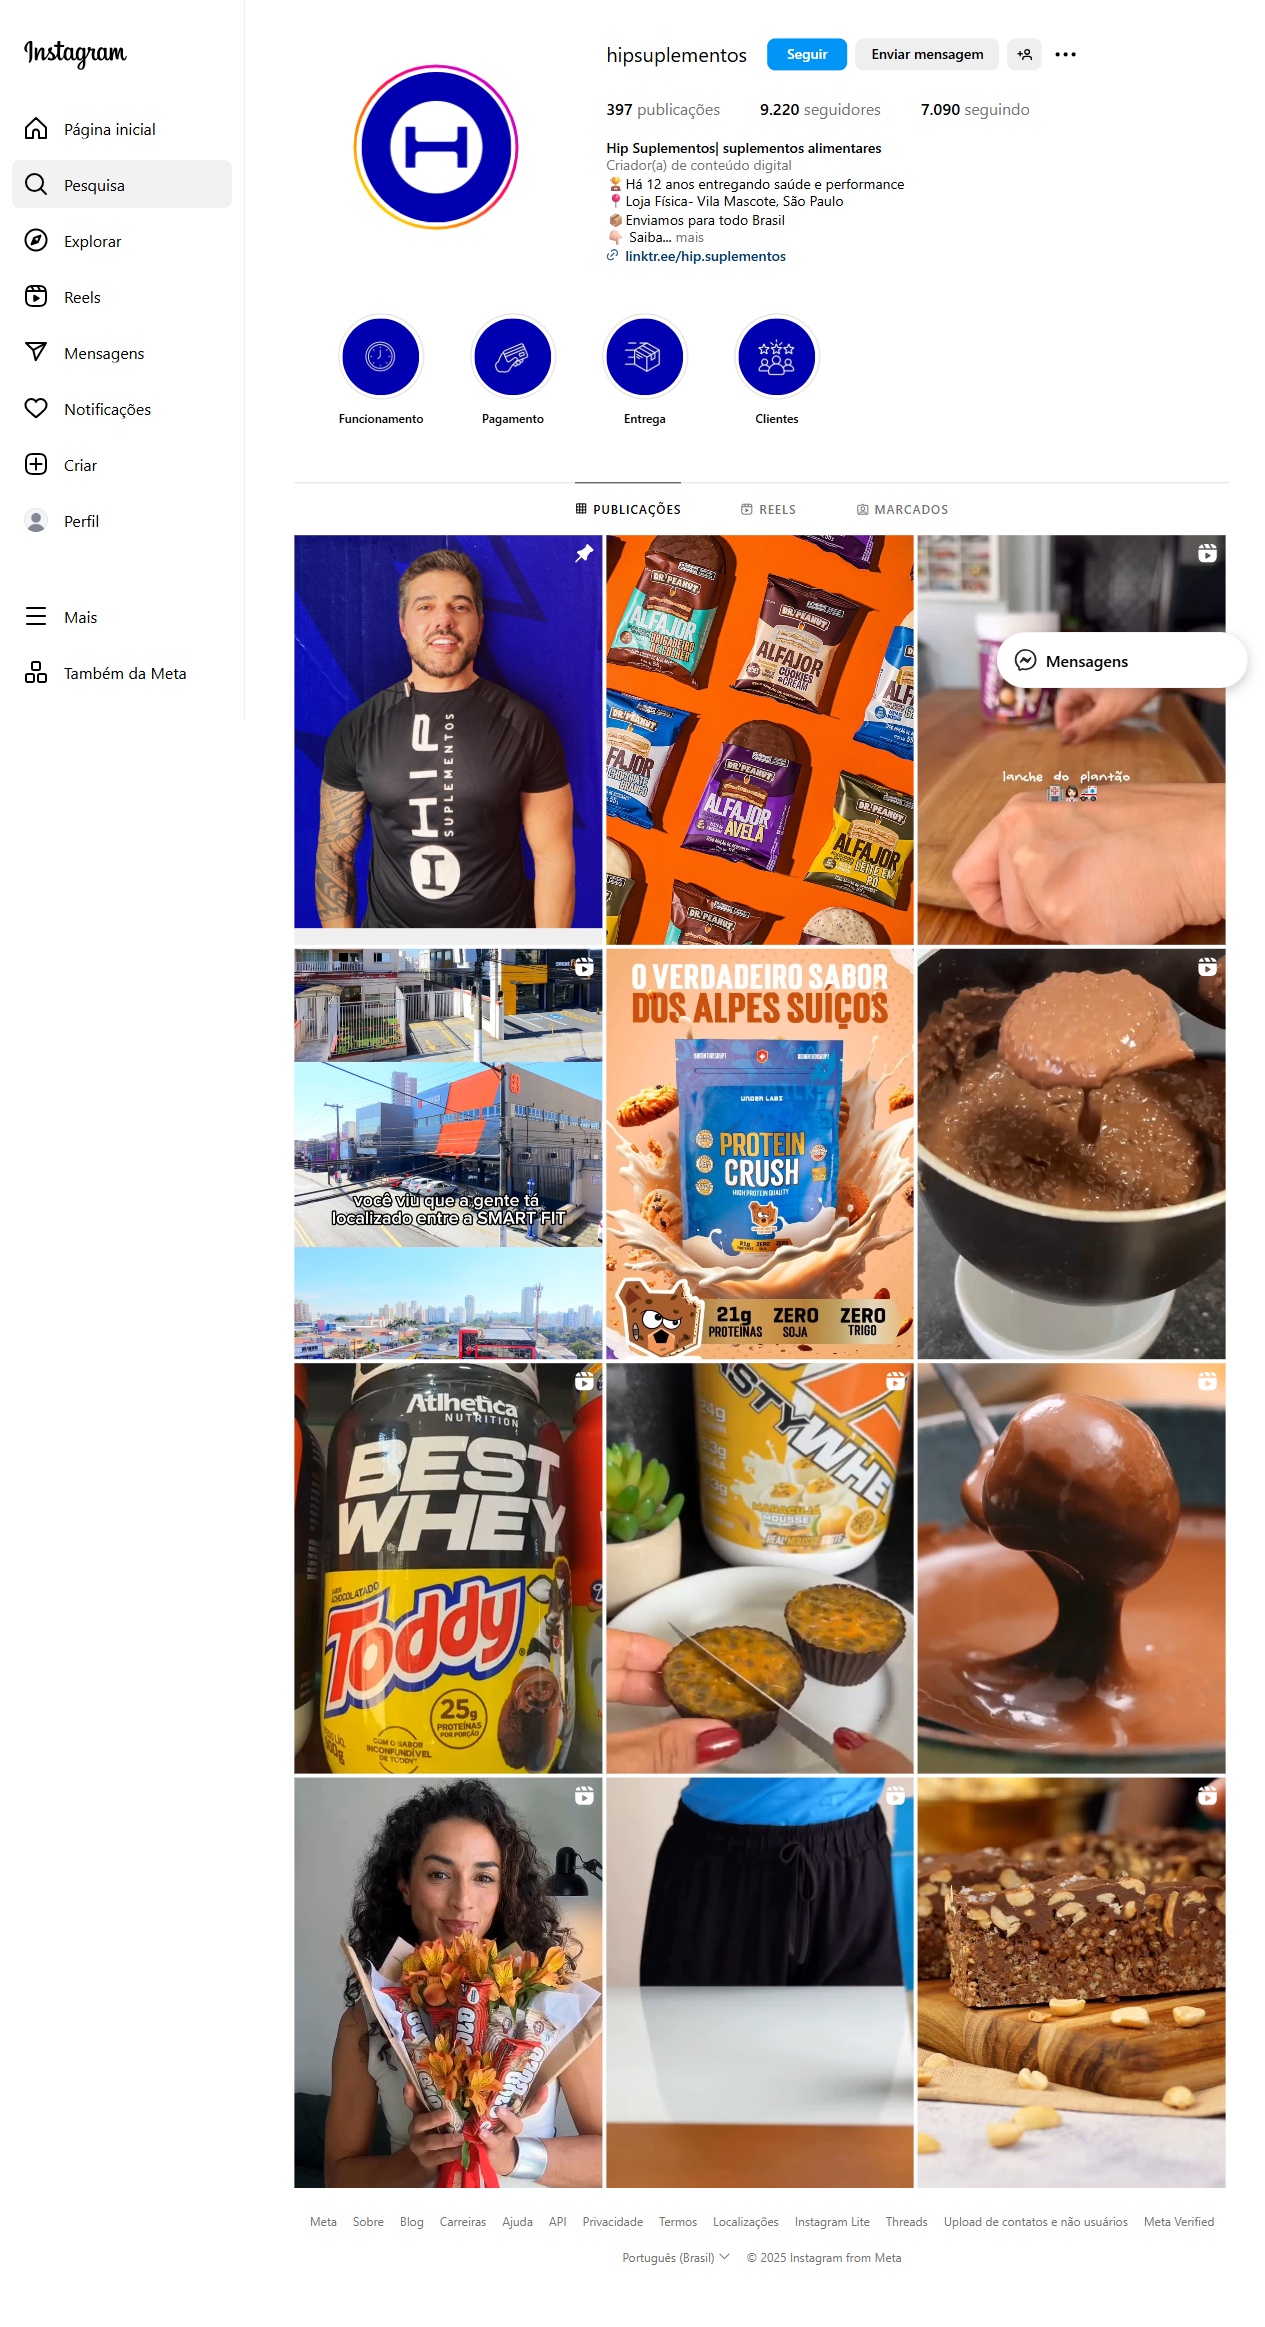 Instagram
Página inicial
Pesquisa
Explorar
Reels
Mensagens
Notificações
Criar
Perfil
Mais
Também da Meta
hipsuplementos
Seguir
Enviar mensagem
397 publicações
9.220 seguidores
7.090 seguindo
Hip Suplementos| suplementos alimentares
Criador(a) de conteúdo digital
🏆Há 12 anos entregando saúde e performance
📍Loja Física- Vila Mascote, São Paulo
📦Enviamos para todo Brasil
👇🏻 Saiba... mais
linktr.ee/hip.suplementos
Funcionamento
Pagamento
Entrega
Clientes
PUBLICAÇÕES
REELS
MARCADOS
HIP
SUPLEMENTOS
DR. PEANUT
ALFAJOR
BRIGADEIRO
DE COLHER
DR. PEANUT
ALFAJOR
COOKIES
&CREAM
DR. PEANUT
DR. PEANUT
ALFAJOR
AVELÃ
ALFAJOR
LEITE EM
PÓ
DR. PEANUT
lanche do plantão
Mensagens
você viu que a gente tá
localizado entre a SMART FIT
O VERDADEIRO SABOR
DOS ALPES SUÍÇOS
UNDER LABZ
PROTEIN
CRUSH
HIGH PROTEIN QUALITY
21g
PROTEÍNAS
ZERO
SOJA
ZERO
TRIGO
Atlhetica
NUTRITION
BEST
WHEY
SABOR
ACHOCOLATADO
Toddy
25g
PROTEÍNAS
POR PORÇÃO
COM O SABOR
INCONFUNDÍVEL
DE TODDY
STYWHE
MARACUJÁ
MOUSSE
Meta
Sobre
Blog
Carreiras
Ajuda
API
Privacidade
Termos
Localizações
Instagram Lite
Threads
Upload de contatos e não usuários
Meta Verified
Português (Brasil)
© 2025 Instagram from Meta